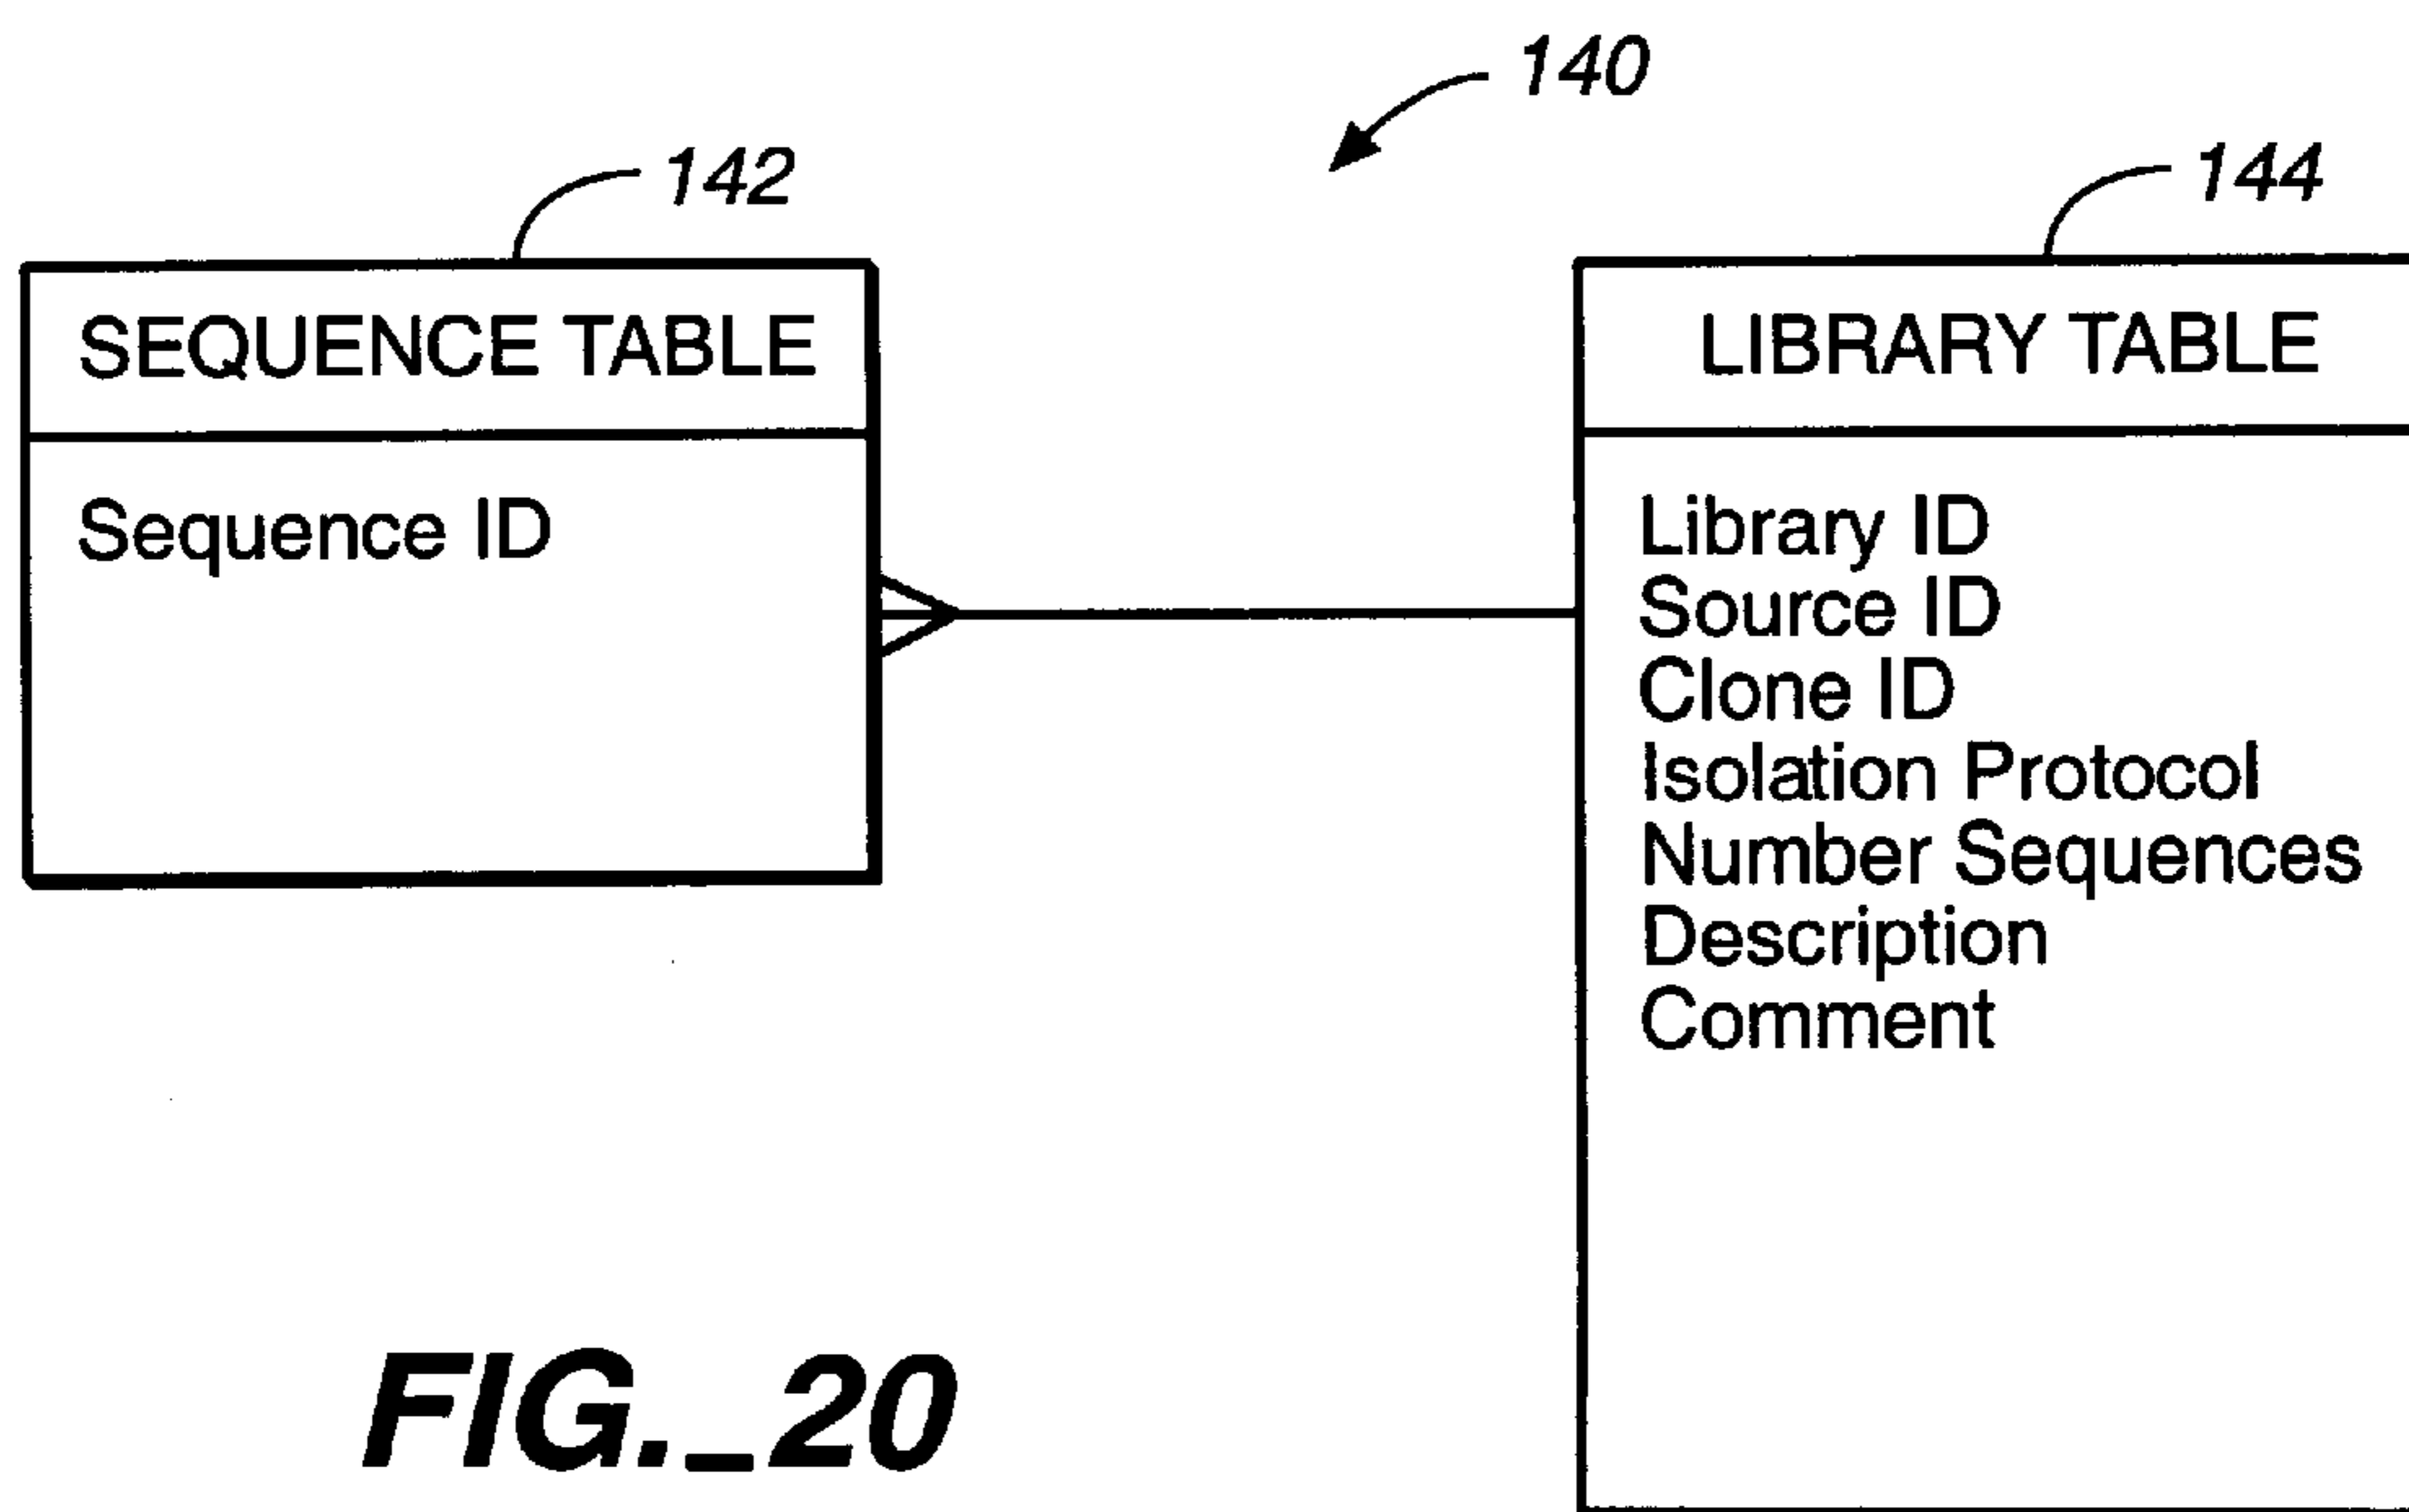 140
142
144
SEQUENCE TABLE
Sequence ID
LIBRARY TABLE
Library ID
Source ID
Clone ID
Isolation Protocol
Number Sequences
Description
Comment
FIG._20